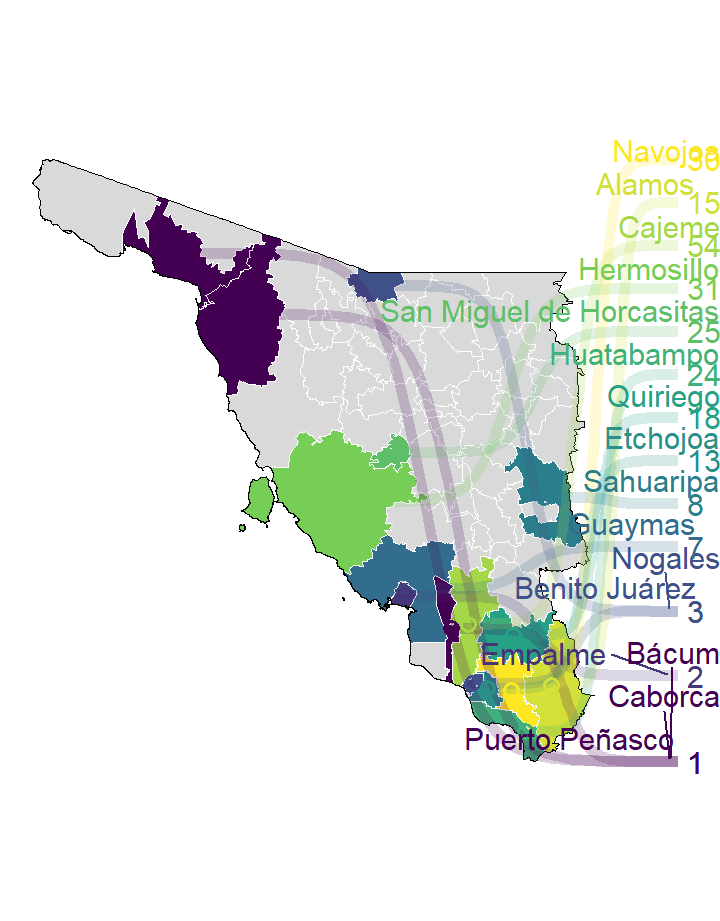 Navojoa
50
Alamos
15
Cajeme
54
Hermosillo
31
San Miguel de Horcasitas
25
Huatabampo
24
Quiriego
18
Etchojoa
13
Sahuaripa
8
Guaymas
7
Nogales
Benito Juárez
3
Bácum
Empalme
2
Caborca
Puerto Peñasco
1